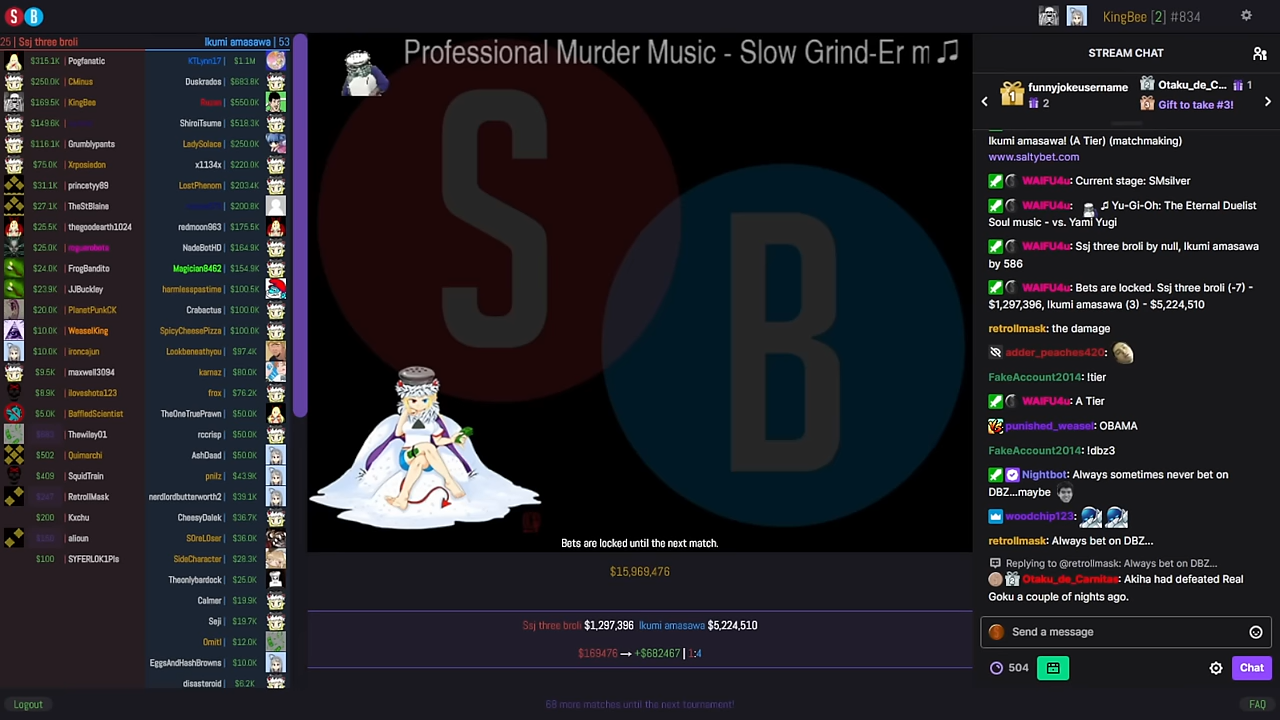 S B
KingBee [2] #834
25 | Ssj three broli
Ikumi amasawa | 53
$315.1K | Pogfanatic
$250.0K | CMinus
$169.5K | KingBee
$149.6K |
$116.1K | Grumblypants
$75.0K | Xrposiedon
$31.1K | princetyy89
$27.1K | TheStBlaine
$25.5K | thegoodearth1024
$25.0K |
$24.0K | FrogBandito
$23.9K | JJBuckley
$20.0K | PlanetPunkCK
$10.0K | WeaselKing
$10.0K | ironcajun
$9.5K | maxwell3094
$8.9K | iloveshota123
$5.0K | BaffledScientist
| Thewiley01
$502 | Quimarchi
$409 | SquidTrain
| RetrollMask
$200 | Kxchu
| alioun
$100 | SYFERLOK1Pls
KTLynn17 | $1.1M
Duskrados | $683.8K
| $550.0K
ShiroiTsume | $518.3K
LadySolace | $250.0K
x1134x | $220.0K
LostPhenom | $203.4K
| $200.8K
redmoon963 | $175.5K
NadeBotHD | $164.9K
Magician8462 | $154.9K
harmlesspastime | $100.5K
Crabactus | $100.0K
SpicyCheesePizza | $100.0K
Lookbeneathyou | $97.4K
karnaz | $80.0K
frox | $76.2K
TheOneTruePrawn | $50.0K
rccrisp | $50.0K
AshDead | $50.0K
pnilz | $43.9K
nerdlordbutterworth2 | $39.1K
CheesyDalek | $36.7K
S0reL0ser | $36.0K
SideCharacter | $28.3K
Theonlybardock | $25.0K
Calmer | $19.9K
Seji | $19.7K
Omitl | $12.0K
EggsAndHashBrowns | $10.0K
disasteroid | $6.2K
Professional Murder Music - Slow Grind-Er m
S
B
Bets are locked until the next match.
$15,969,476
Ssj three broli $1,297,396 Ikumi amasawa $5,224,510
$169476 → +$682467 | 1:4
Logout
68 more matches until the next tournament!
FAQ
STREAM CHAT
1 funnyjokeusername
2
Otaku_de_C... 1
Gift to take #3!
Ikumi amasawa! (A Tier) (matchmaking)
www.saltybet.com
WAIFU4u: Current stage: SMsilver
WAIFU4u: ♫ Yu-Gi-Oh: The Eternal Duelist
Soul music - vs. Yami Yugi
WAIFU4u: Ssj three broli by null, Ikumi amasawa
by 586
WAIFU4u: Bets are locked. Ssj three broli (-7) -
$1,297,396, Ikumi amasawa (3) - $5,224,510
retrollmask: the damage
adder_peaches420:
FakeAccount2014: !tier
WAIFU4u: A Tier
punished_weasel: OBAMA
FakeAccount2014: !dbz3
Nightbot: Always sometimes never bet on
DBZ...maybe
woodchip123:
retrollmask: Always bet on DBZ...
Replying to @retrollmask: Always bet on DBZ...
Otaku_de_Carnitas: Akiha had defeated Real
Goku a couple of nights ago.
Send a message
504
Chat